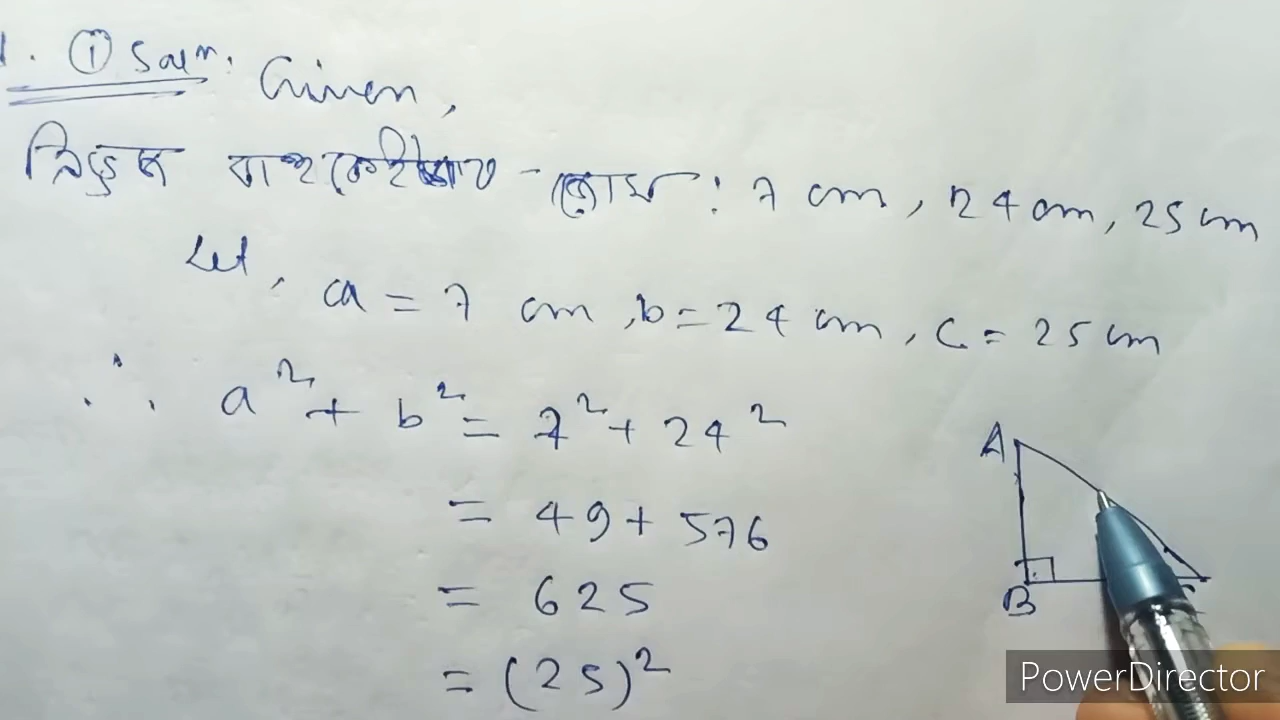 1. (i) Solⁿ: Given,
ত্রিভুজ : 7 cm, 24 cm, 25 cm
Let, a = 7 cm, b = 24 cm, c = 25 cm
∴ a² + b² = 7² + 24²
= 49 + 576
= 625
= (25)²
A
B
PowerDirector